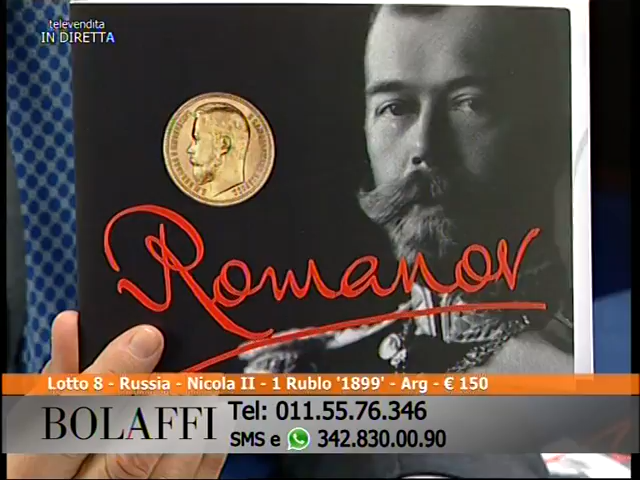 televendita
IN DIRETTA
Romanov
Lotto 8 - Russia - Nicola II - 1 Rublo '1899' - Arg - € 150
BOLAFFI
Tel: 011.55.76.346
SMS e 342.830.00.90